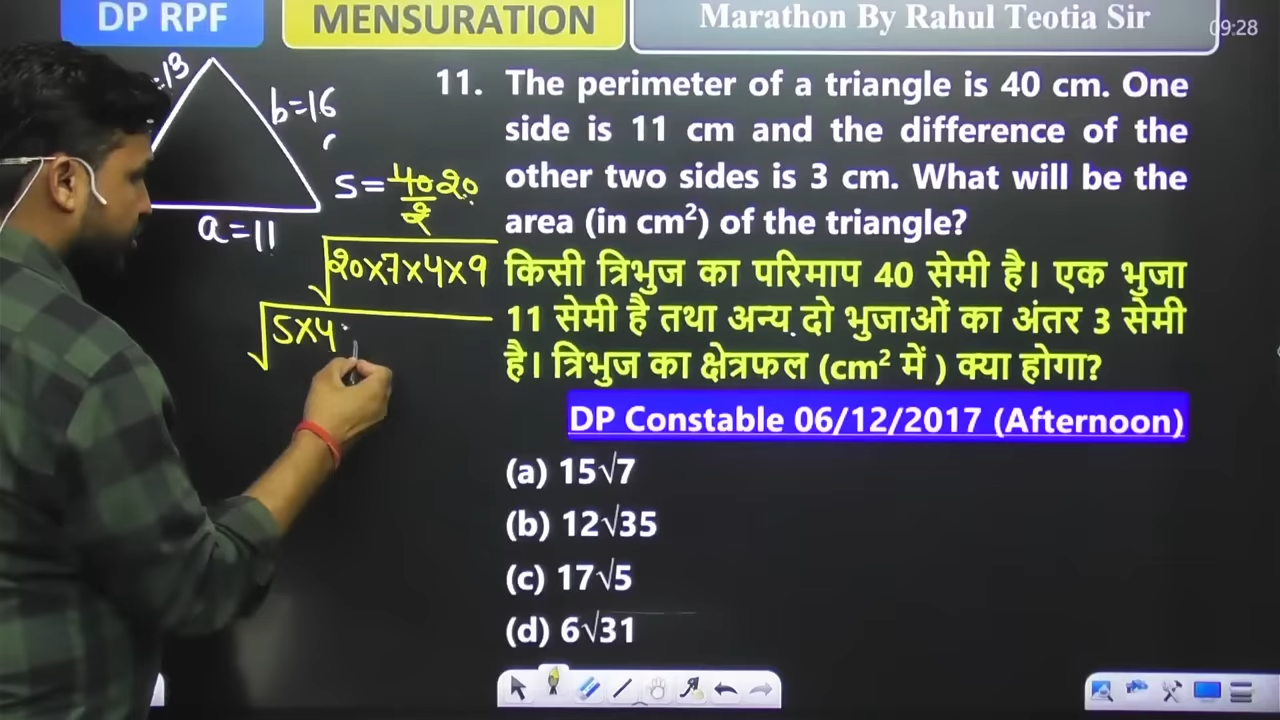 DP RPF
MENSURATION
Marathon By Rahul Teotia Sir
09:28
=13
b=16
c
a=11
s=40/2 20
√20×7×4×9
√5×4
11. The perimeter of a triangle is 40 cm. One
side is 11 cm and the difference of the
other two sides is 3 cm. What will be the
area (in cm²) of the triangle?
किसी त्रिभुज का परिमाप 40 सेमी है। एक भुजा
11 सेमी है तथा अन्य दो भुजाओं का अंतर 3 सेमी
है। त्रिभुज का क्षेत्रफल (cm² में ) क्या होगा?
DP Constable 06/12/2017 (Afternoon)
(a) 15√7
(b) 12√35
(c) 17√5
(d) 6√31